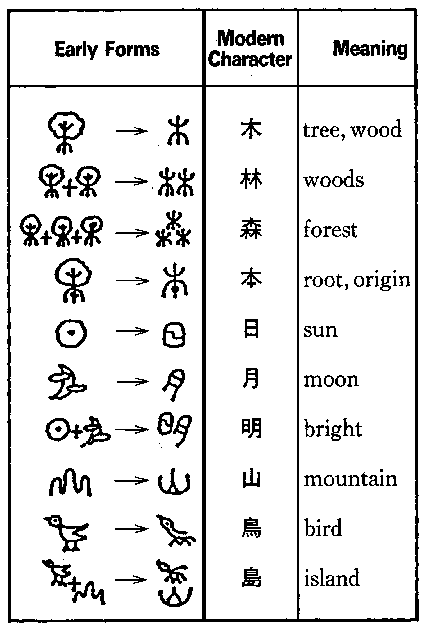 Early Forms Modern Character Meaning
木 tree, wood
林 woods
森 forest
本 root, origin
日 sun
月 moon
明 bright
山 mountain
鳥 bird
島 island